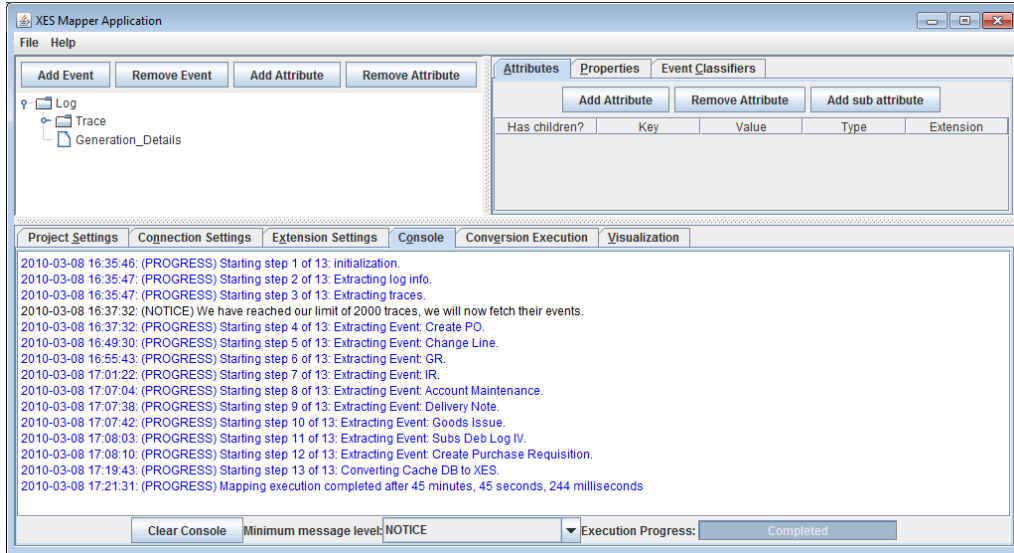 XES Mapper Application
File Help
Add Event Remove Event Add Attribute Remove Attribute
Log
Trace
Generation_Details
Attributes Properties Event Classifiers
Add Attribute Remove Attribute Add sub attribute
Has children? Key Value Type Extension
Project Settings Connection Settings Extension Settings Console Conversion Execution Visualization
2010-03-08 16:35:46: (PROGRESS) Starting step 1 of 13: initialization.
2010-03-08 16:35:47: (PROGRESS) Starting step 2 of 13: Extracting log info.
2010-03-08 16:35:47: (PROGRESS) Starting step 3 of 13: Extracting traces.
2010-03-08 16:37:32: (NOTICE) We have reached our limit of 2000 traces, we will now fetch their events.
2010-03-08 16:37:32: (PROGRESS) Starting step 4 of 13: Extracting Event: Create PO.
2010-03-08 16:49:30: (PROGRESS) Starting step 5 of 13: Extracting Event: Change Line.
2010-03-08 16:55:43: (PROGRESS) Starting step 6 of 13: Extracting Event: GR.
2010-03-08 17:01:22: (PROGRESS) Starting step 7 of 13: Extracting Event: IR.
2010-03-08 17:07:04: (PROGRESS) Starting step 8 of 13: Extracting Event: Account Maintenance.
2010-03-08 17:07:38: (PROGRESS) Starting step 9 of 13: Extracting Event: Delivery Note.
2010-03-08 17:07:42: (PROGRESS) Starting step 10 of 13: Extracting Event: Goods Issue.
2010-03-08 17:08:03: (PROGRESS) Starting step 11 of 13: Extracting Event: Subs Deb Log IV.
2010-03-08 17:08:10: (PROGRESS) Starting step 12 of 13: Extracting Event: Create Purchase Requisition.
2010-03-08 17:19:43: (PROGRESS) Starting step 13 of 13: Converting Cache DB to XES.
2010-03-08 17:21:31: (PROGRESS) Mapping execution completed after 45 minutes, 45 seconds, 244 milliseconds
Clear Console Minimum message level: NOTICE Execution Progress: Completed